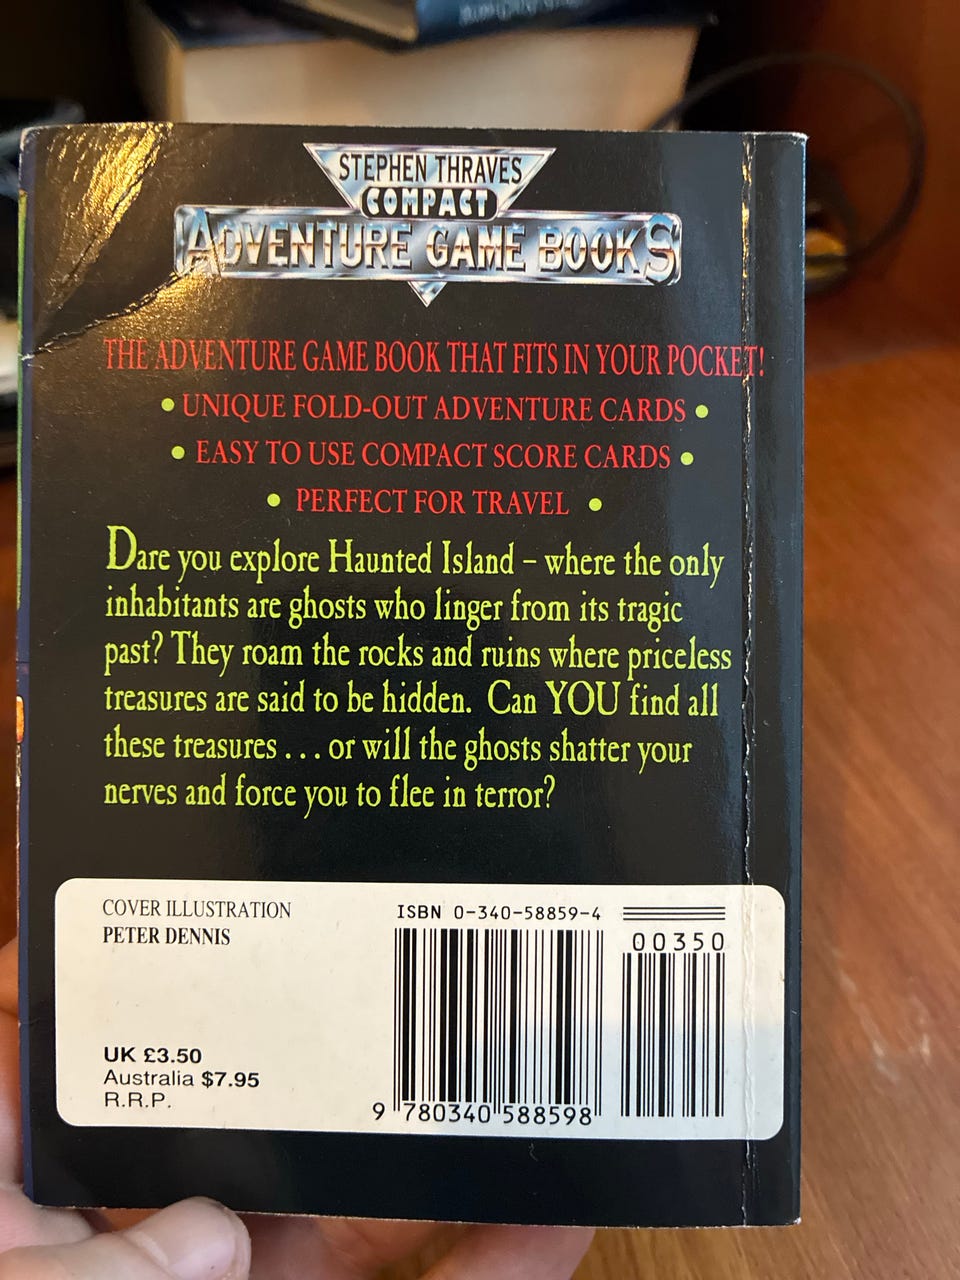 STEPHEN THRAVES
COMPACT
ADVENTURE GAME BOOKS
THE ADVENTURE GAME BOOK THAT FITS IN YOUR POCKET!
• UNIQUE FOLD-OUT ADVENTURE CARDS •
• EASY TO USE COMPACT SCORE CARDS •
• PERFECT FOR TRAVEL •
Dare you explore Haunted Island – where the only
inhabitants are ghosts who linger from its tragic
past? They roam the rocks and ruins where priceless
treasures are said to be hidden. Can YOU find all
these treasures . . . or will the ghosts shatter your
nerves and force you to flee in terror?
COVER ILLUSTRATION
PETER DENNIS
UK £3.50
Australia $7.95
R.R.P.
ISBN 0-340-58859-4
00350
9 780340 588598